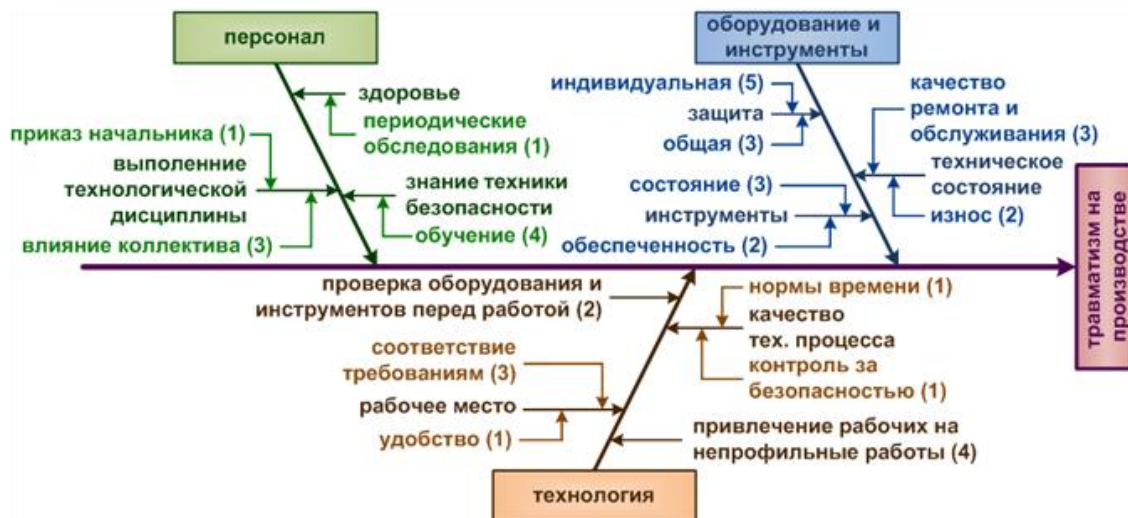 персонал
здоровье
периодические
обследования (1)
приказ начальника (1)
выполенние
технологической
дисциплины
влияние коллектива (3)
знание техники
безопасности
обучение (4)
оборудование и
инструменты
индивидуальная (5)
защита
общая (3)
качество
ремонта и
обслуживания (3)
техническое
состояние
износ (2)
состояние (3)
инструменты
обеспеченность (2)
травматизм на
производстве
проверка оборудования и
инструментов перед работой (2)
нормы времени (1)
качество
тех. процесса
контроль за
безопасностью (1)
соответствие
требованиям (3)
рабочее место
удобство (1)
привлечение рабочих на
непрофильные работы (4)
технология